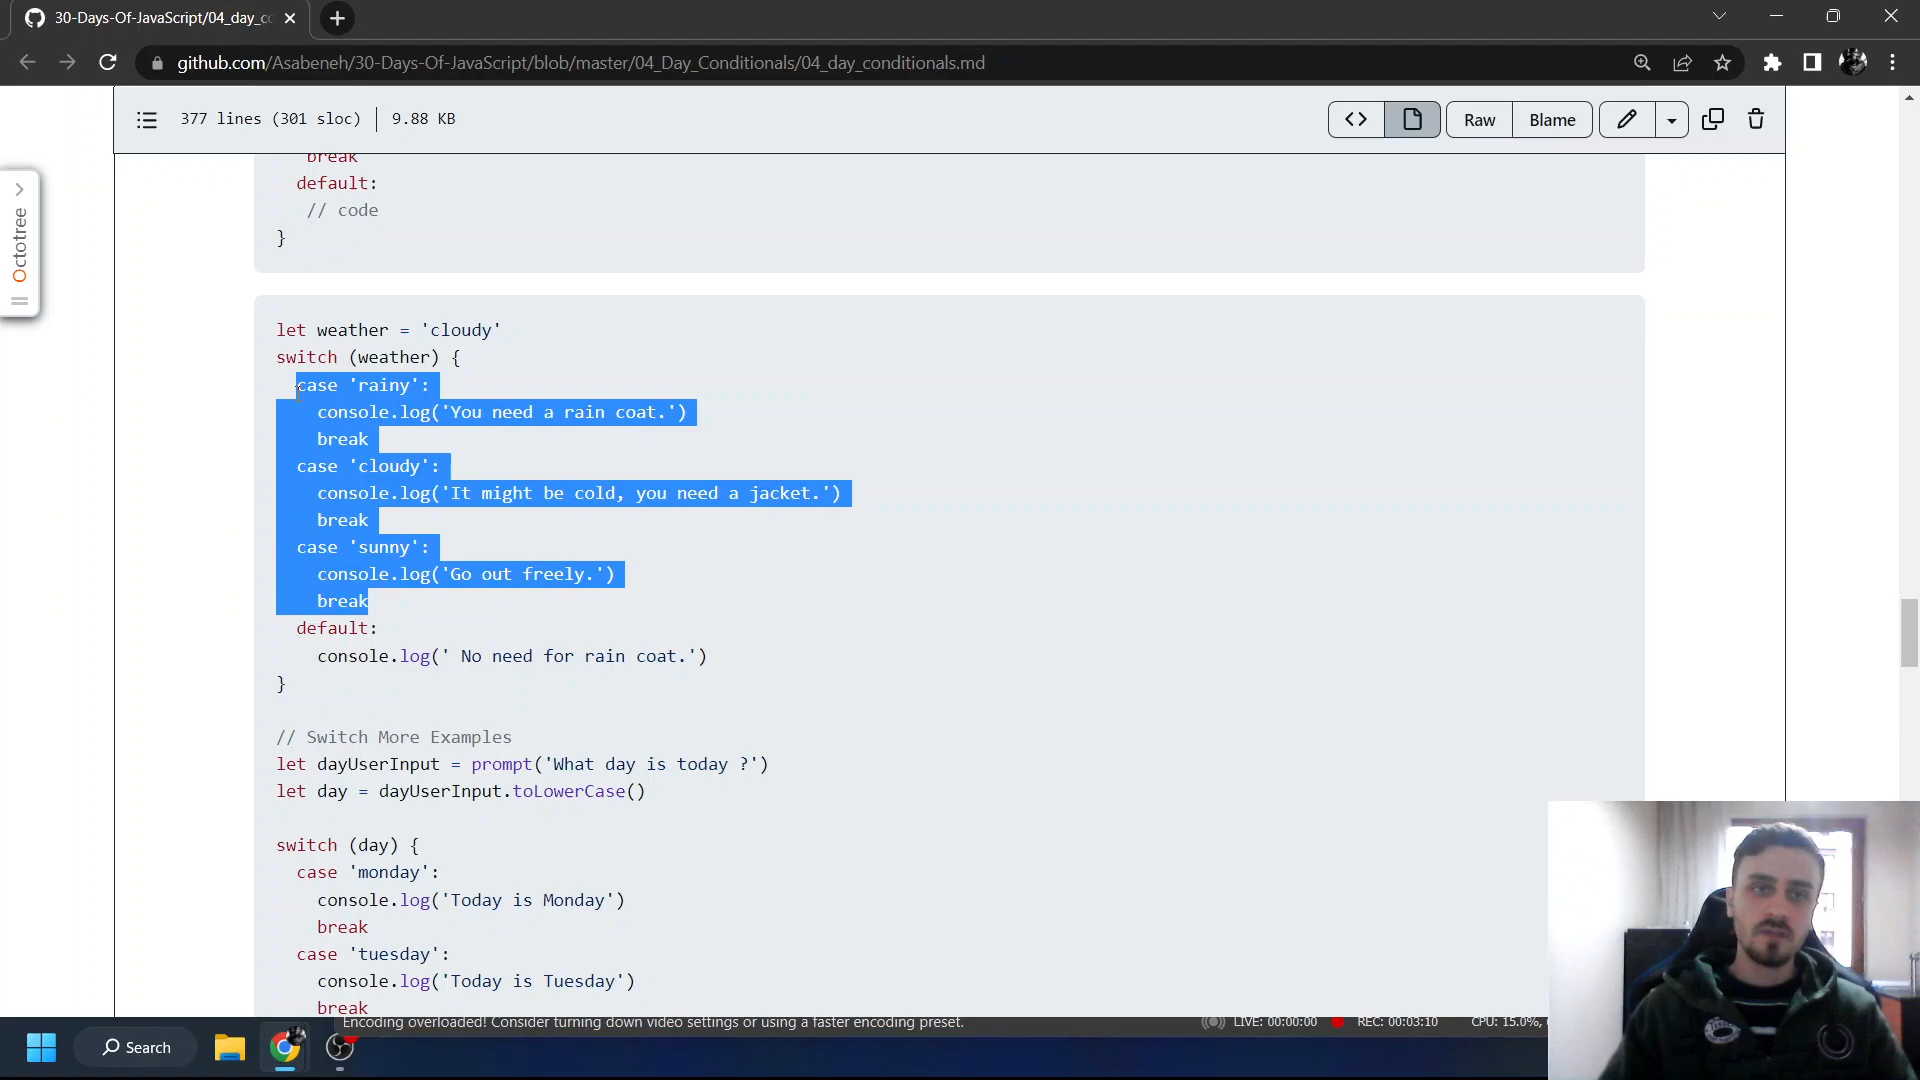 30-Days-Of-JavaScript/04_day_co
github.com/Asabeneh/30-Days-Of-JavaScript/blob/master/04_Day_Conditionals/04_day_conditionals.md
377 lines (301 sloc) 9.88 KB
Raw
Blame
Octotree
break
default:
// code
}
let weather = 'cloudy'
switch (weather) {
case 'rainy':
console.log('You need a rain coat.')
break
case 'cloudy':
console.log('It might be cold, you need a jacket.')
break
case 'sunny':
console.log('Go out freely.')
break
default:
console.log(' No need for rain coat.')
}
// Switch More Examples
let dayUserInput = prompt('What day is today ?')
let day = dayUserInput.toLowerCase()
switch (day) {
case 'monday':
console.log('Today is Monday')
break
case 'tuesday':
console.log('Today is Tuesday')
break
Encoding overloaded! Consider turning down video settings or using a faster encoding preset.
LIVE: 00:00:00
REC: 00:03:10
CPU: 15.0%,
Search